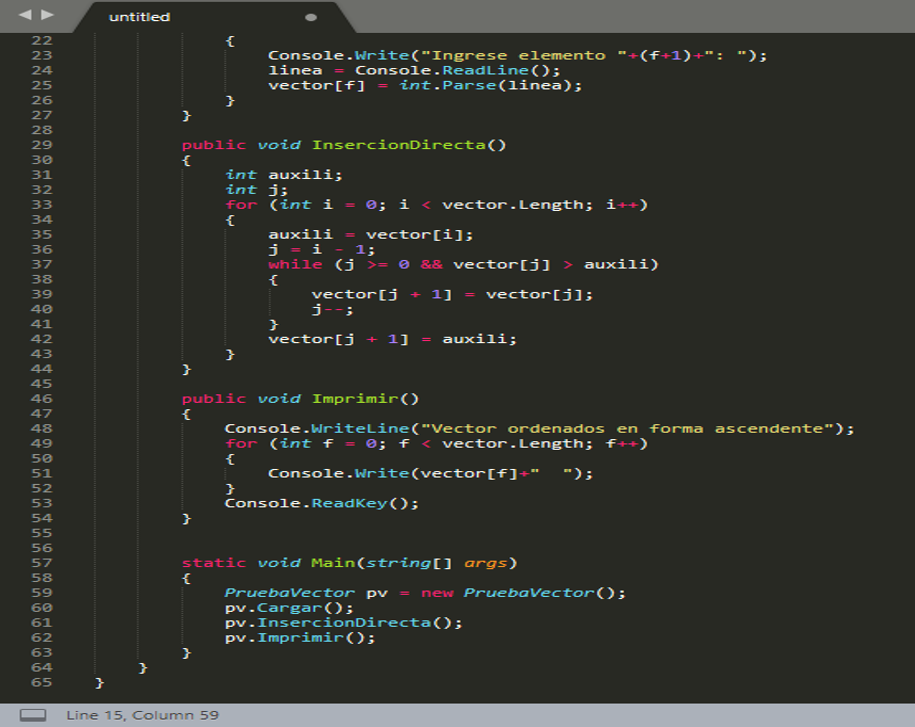 untitled
22 {
23 Console.Write("Ingrese elemento "+(f+1)+": ");
24 linea = Console.ReadLine();
25 vector[f] = int.Parse(linea);
26 }
27 }
28
29 public void InsercionDirecta()
30 {
31 int auxili;
32 int j;
33 for (int i = 0; i < vector.Length; i++)
34 {
35 auxili = vector[i];
36 j = i - 1;
37 while (j >= 0 && vector[j] > auxili)
38 {
39 vector[j + 1] = vector[j];
40 j--;
41 }
42 vector[j + 1] = auxili;
43 }
44 }
45
46 public void Imprimir()
47 {
48 Console.WriteLine("Vector ordenados en forma ascendente");
49 for (int f = 0; f < vector.Length; f++)
50 {
51 Console.Write(vector[f]+"  ");
52 }
53 Console.ReadKey();
54 }
55
56
57 static void Main(string[] args)
58 {
59 PruebaVector pv = new PruebaVector();
60 pv.Cargar();
61 pv.InsercionDirecta();
62 pv.Imprimir();
63 }
64 }
65 }
Line 15, Column 59